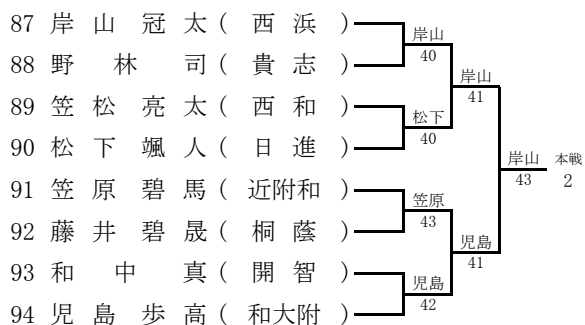 87 岸 山 冠 太 ( 西 浜 )
88 野 林 司 ( 貴 志 )
89 笠 松 亮 太 ( 西 和 )
90 松 下 颯 人 ( 日 進 )
91 笠 原 碧 馬 ( 近附和 )
92 藤 井 碧 晟 ( 桐 蔭 )
93 和 中 真 ( 開 智 )
94 児 島 歩 高 ( 和大附 )
岸山
40
松下
40
笠原
43
児島
42
岸山
41
児島
41
岸山
43
本戦
2